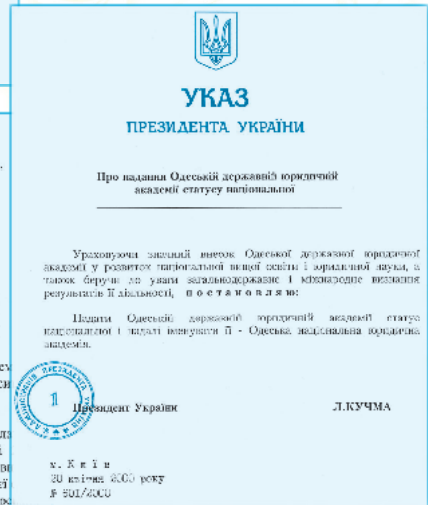 УКАЗ
ПРЕЗИДЕНТА УКРАЇНИ
Про надання Одеській державній юридичній
академії статусу національної
Ураховуючи значний внесок Одеської державної юридичної
академії у розвиток національної вищої освіти і юридичної науки, а
також беручи до уваги загальнодержавне і міжнародне визнання
результатів її діяльності, п о с т а н о в л я ю:
Надати Одеській державній юридичній академії статус
національної і надалі іменувати її - Одеська національна юридична
академія.
1
Президент України Л.КУЧМА
м. К и ї в
20 квітня 2000 року
№ 601/2000